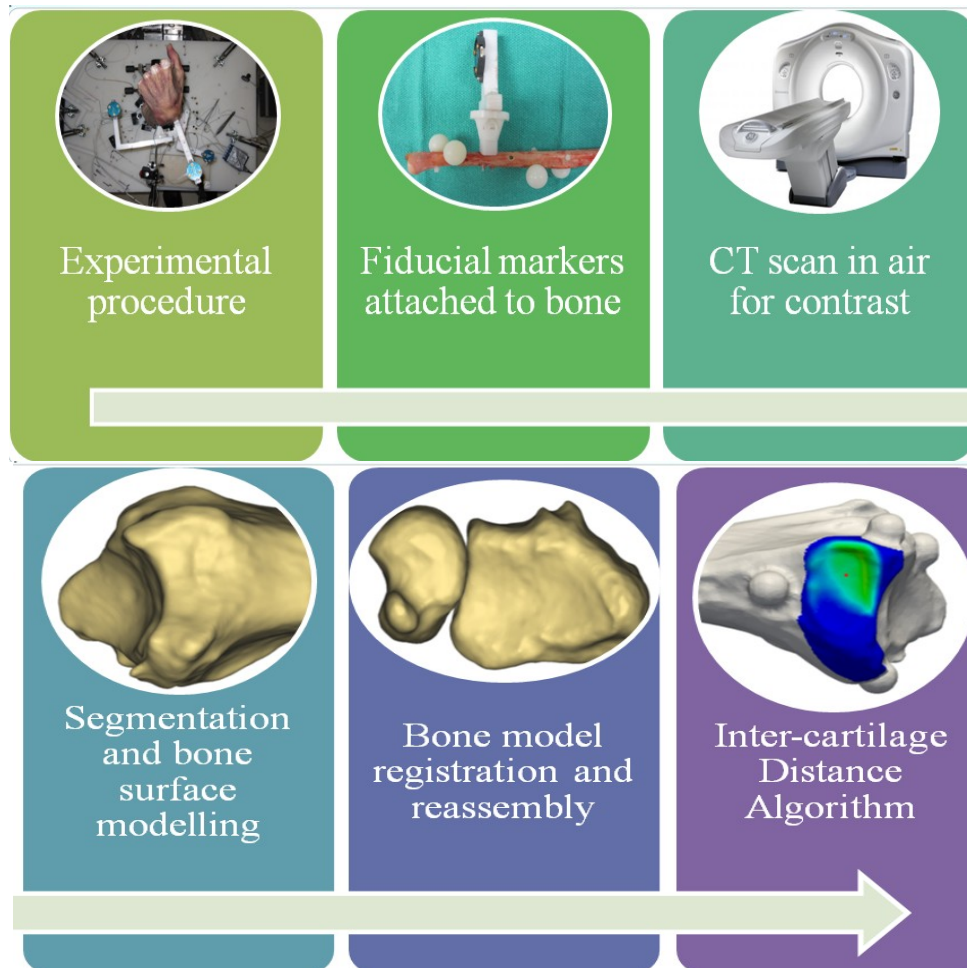 Experimental
procedure
Fiducial markers
attached to bone
CT scan in air
for contrast
Segmentation
and bone
surface
modelling
Bone model
registration and
reassembly
Inter-cartilage
Distance
Algorithm